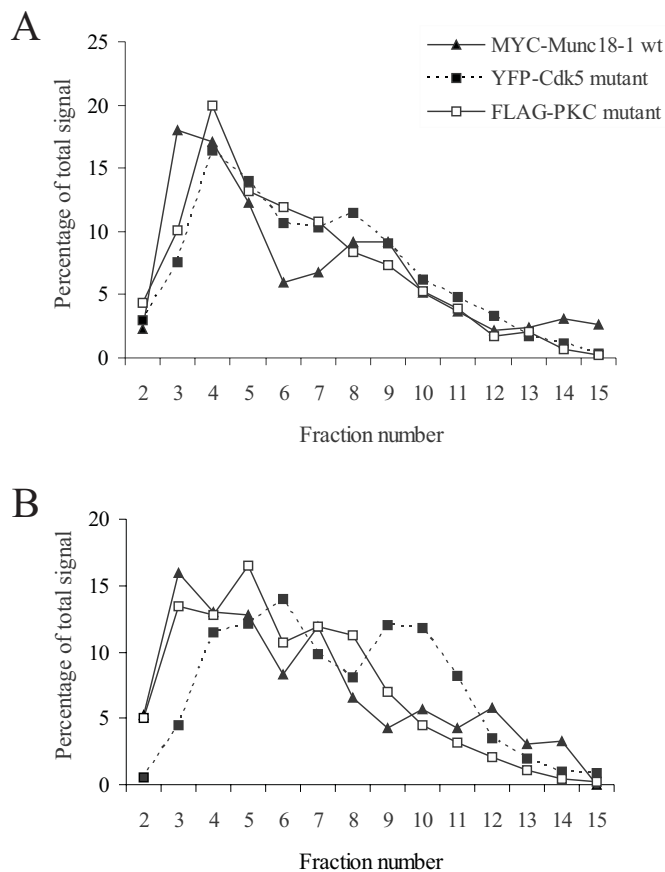 A
25
20
15
10
5
0
Percentage of total signal
MYC-Munc18-1 wt
YFP-Cdk5 mutant
FLAG-PKC mutant
2 3 4 5 6 7 8 9 10 11 12 13 14 15
Fraction number
B
20
15
10
5
0
Percentage of total signal
2 3 4 5 6 7 8 9 10 11 12 13 14 15
Fraction number